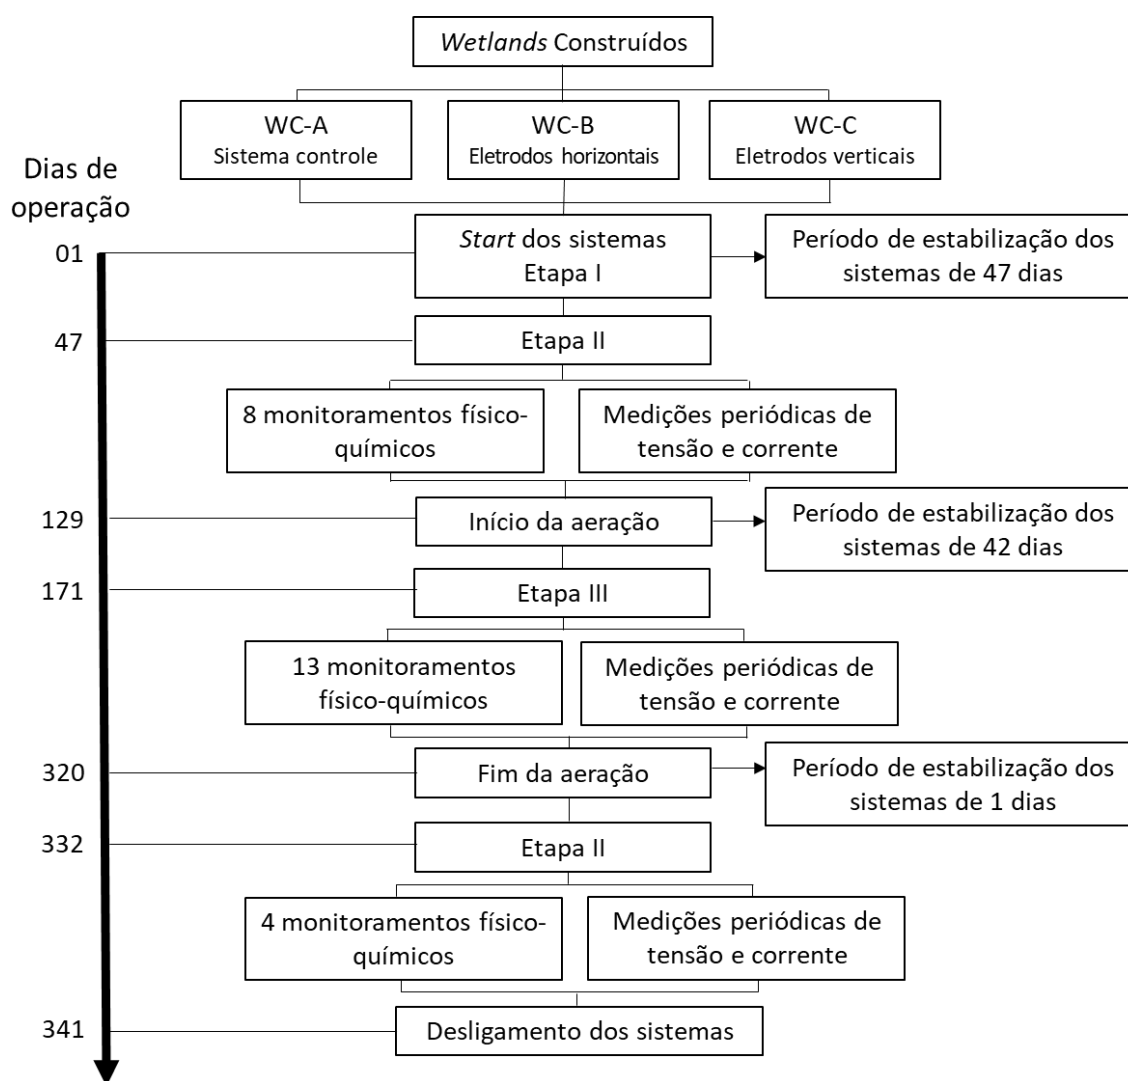 Wetlands Construídos
WC-A
Sistema controle
WC-B
Eletrodos horizontais
WC-C
Eletrodos verticais
Dias de
operação
01
Start dos sistemas
Etapa I
Período de estabilização dos
sistemas de 47 dias
47
Etapa II
8 monitoramentos físico-
químicos
Medições periódicas de
tensão e corrente
129
Início da aeração
Período de estabilização dos
sistemas de 42 dias
171
Etapa III
13 monitoramentos
físico-químicos
Medições periódicas de
tensão e corrente
320
Fim da aeração
Período de estabilização dos
sistemas de 1 dias
332
Etapa II
4 monitoramentos físico-
químicos
Medições periódicas de
tensão e corrente
341
Desligamento dos sistemas